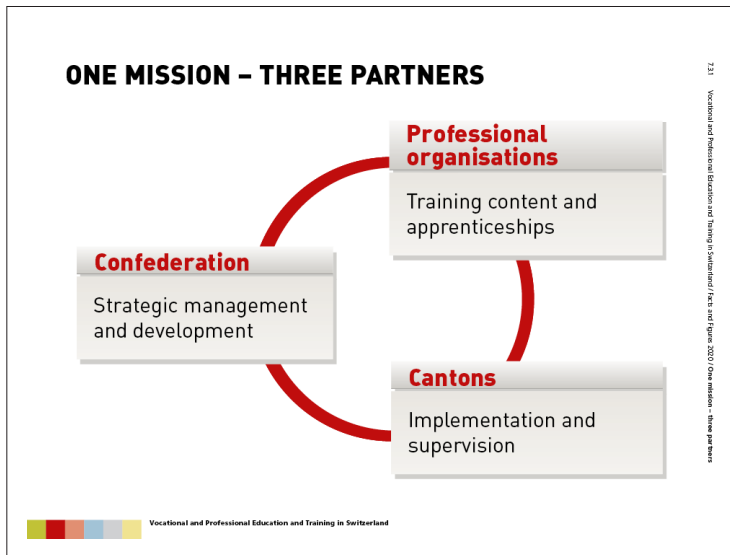 ONE MISSION – THREE PARTNERS
Professional
organisations
Training content and
apprenticeships
Confederation
Strategic management
and development
Cantons
Implementation and
supervision
Vocational and Professional Education and Training in Switzerland
7.3.1 Vocational and Professional Education and Training in Switzerland / Facts and Figures 2020 / One mission – three partners